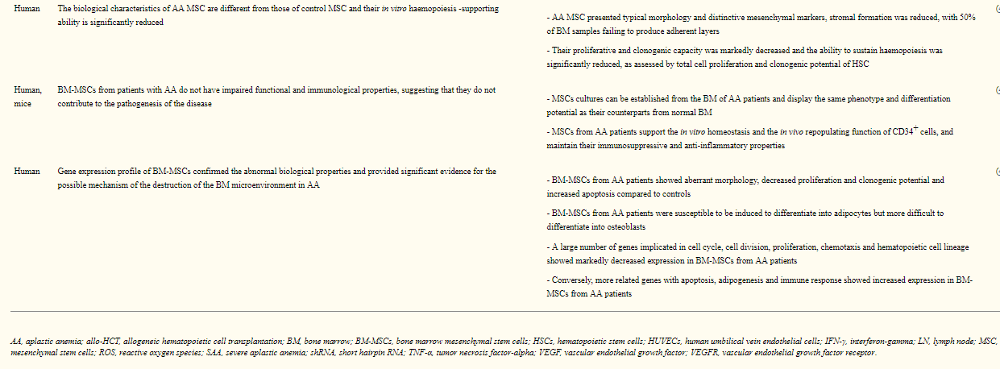 Human
The biological characteristics of AA MSC are different from those of control MSC and their in vitro haemopoiesis -supporting
ability is significantly reduced
- AA MSC presented typical morphology and distinctive mesenchymal markers, stromal formation was reduced, with 50%
of BM samples failing to produce adherent layers
- Their proliferative and clonogenic capacity was markedly decreased and the ability to sustain haemopoiesis was
significantly reduced, as assessed by total cell proliferation and clonogenic potential of HSC
Human,
mice
BM-MSCs from patients with AA do not have impaired functional and immunological properties, suggesting that they do not
contribute to the pathogenesis of the disease
- MSCs cultures can be established from the BM of AA patients and display the same phenotype and differentiation
potential as their counterparts from normal BM
- MSCs from AA patients support the in vitro homeostasis and the in vivo repopulating function of CD34+ cells, and
maintain their immunosuppressive and anti-inflammatory properties
Human
Gene expression profile of BM-MSCs confirmed the abnormal biological properties and provided significant evidence for the
possible mechanism of the destruction of the BM microenvironment in AA
- BM-MSCs from AA patients showed aberrant morphology, decreased proliferation and clonogenic potential and
increased apoptosis compared to controls
- BM-MSCs from AA patients were susceptible to be induced to differentiate into adipocytes but more difficult to
differentiate into osteoblasts
- A large number of genes implicated in cell cycle, cell division, proliferation, chemotaxis and hematopoietic cell lineage
showed markedly decreased expression in BM-MSCs from AA patients
- Conversely, more related genes with apoptosis, adipogenesis and immune response showed increased expression in BM-
MSCs from AA patients
AA, aplastic anemia; allo-HCT, allogeneic hematopoietic cell transplantation; BM, bone marrow; BM-MSCs, bone marrow mesenchymal stem cells; HSCs, hematopoietic stem cells; HUVECs, human umbilical vein endothelial cells; IFN-γ, interferon-gamma; LN, lymph node; MSC,
mesenchymal stem cells; ROS, reactive oxygen species; SAA, severe aplastic anemia; shRNA, short hairpin RNA; TNF-α, tumor necrosis factor-alpha; VEGF, vascular endothelial growth factor; VEGFR, vascular endothelial growth factor receptor.